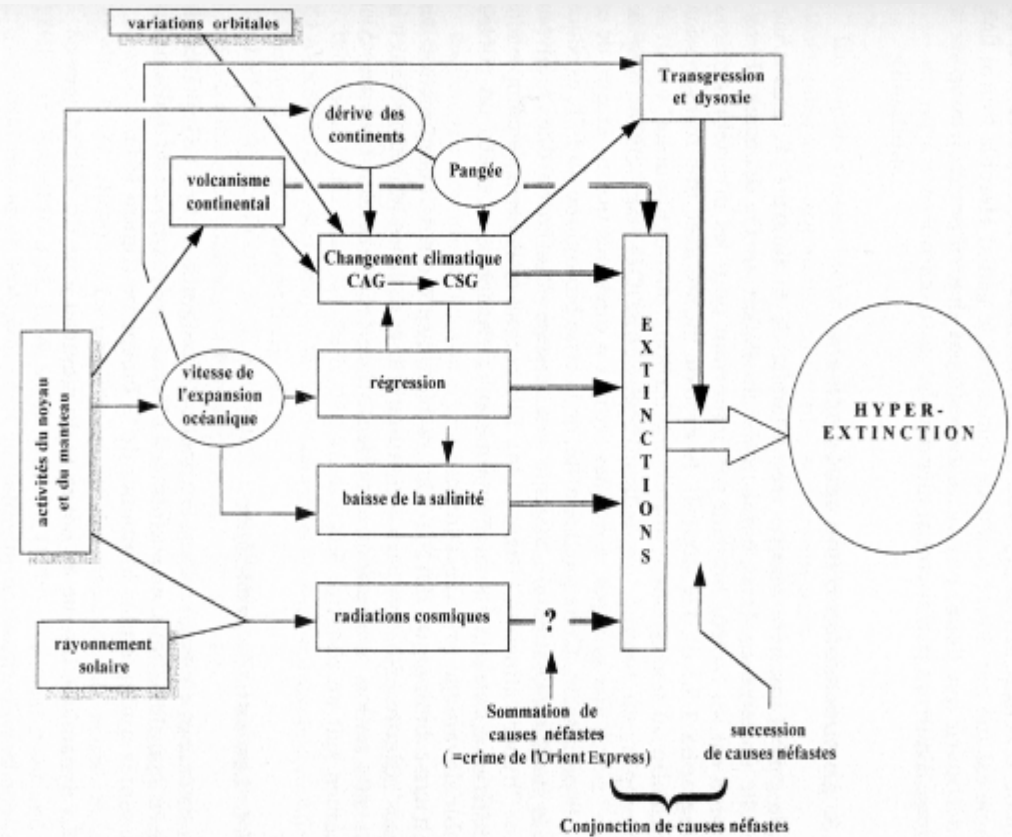 variations orbitales
Transgression
et dysoxie
dérive des
continents
Pangée
volcanisme
continental
Changement climatique
CAG CSG
activités du noyau
et du manteau
vitesse de
l'expansion
océanique
régression
EXTINCTIONS
HYPER-
EXTINCTION
baisse de la salinité
radiations cosmiques
?
rayonnement
solaire
Sommation de
causes néfastes
( =crime de l'Orient Express)
succession
de causes néfastes
Conjonction de causes néfastes